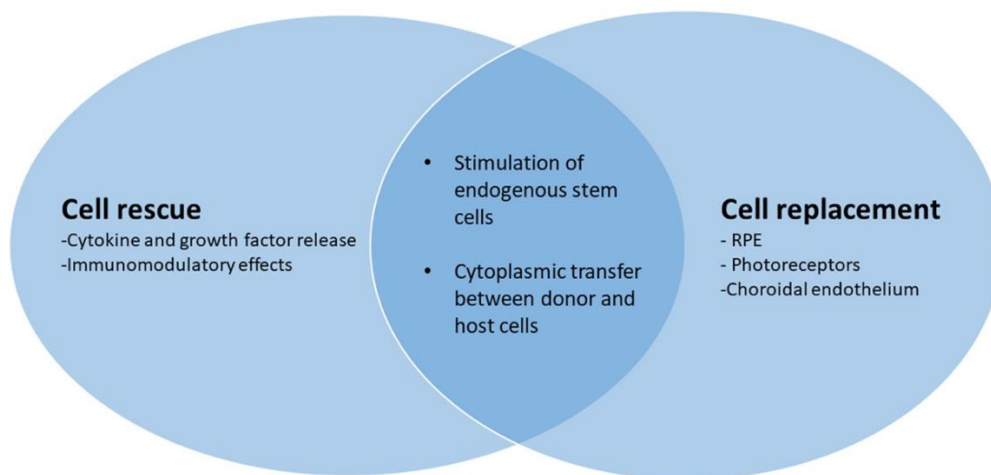 Cell rescue
-Cytokine and growth factor release
-Immunomodulatory effects
• Stimulation of
endogenous stem
cells
• Cytoplasmic transfer
between donor and
host cells
Cell replacement
- RPE
- Photoreceptors
-Choroidal endothelium